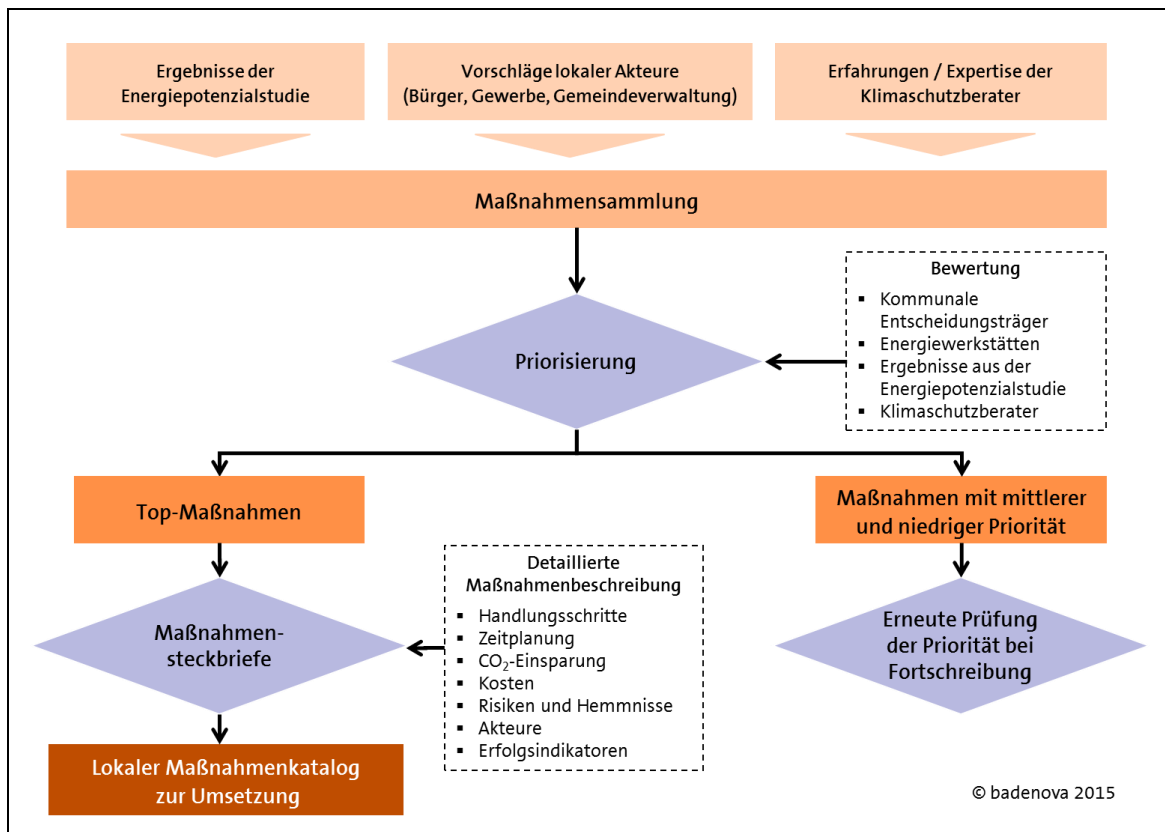 Ergebnisse der
Energiepotenzialstudie
Vorschläge lokaler Akteure
(Bürger, Gewerbe, Gemeindeverwaltung)
Erfahrungen / Expertise der
Klimaschutzberater
Maßnahmensammlung
Bewertung
▪ Kommunale
Entscheidungsträger
▪ Energiewerkstätten
▪ Ergebnisse aus der
Energiepotenzialstudie
▪ Klimaschutzberater
Priorisierung
Top-Maßnahmen
Maßnahmen mit mittlerer
und niedriger Priorität
Detaillierte
Maßnahmenbeschreibung
▪ Handlungsschritte
▪ Zeitplanung
▪ CO₂-Einsparung
▪ Kosten
▪ Risiken und Hemmnisse
▪ Akteure
▪ Erfolgsindikatoren
Maßnahmen-
steckbriefe
Erneute Prüfung
der Priorität bei
Fortschreibung
Lokaler Maßnahmenkatalog
zur Umsetzung
© badenova 2015